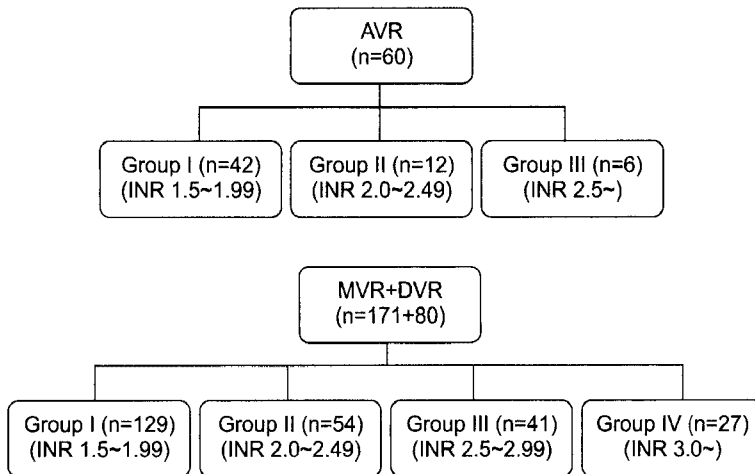 AVR
(n=60)
Group I (n=42)
(INR 1.5~1.99)
Group II (n=12)
(INR 2.0~2.49)
Group III (n=6)
(INR 2.5~)
MVR+DVR
(n=171+80)
Group I (n=129)
(INR 1.5~1.99)
Group II (n=54)
(INR 2.0~2.49)
Group III (n=41)
(INR 2.5~2.99)
Group IV (n=27)
(INR 3.0~)